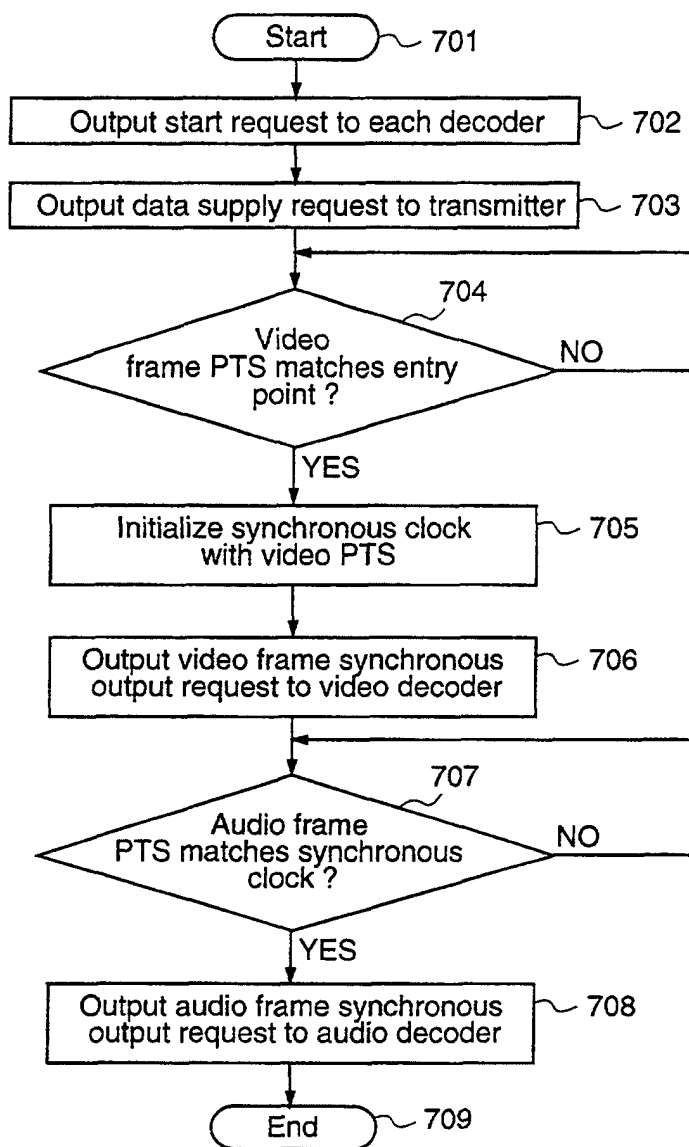 Start
701
Output start request to each decoder
702
Output data supply request to transmitter
703
704
Video
frame PTS matches entry
point ?
NO
YES
Initialize synchronous clock
with video PTS
705
Output video frame synchronous
output request to video decoder
706
707
Audio frame
PTS matches synchronous
clock ?
NO
YES
Output audio frame synchronous
output request to audio decoder
708
End
709